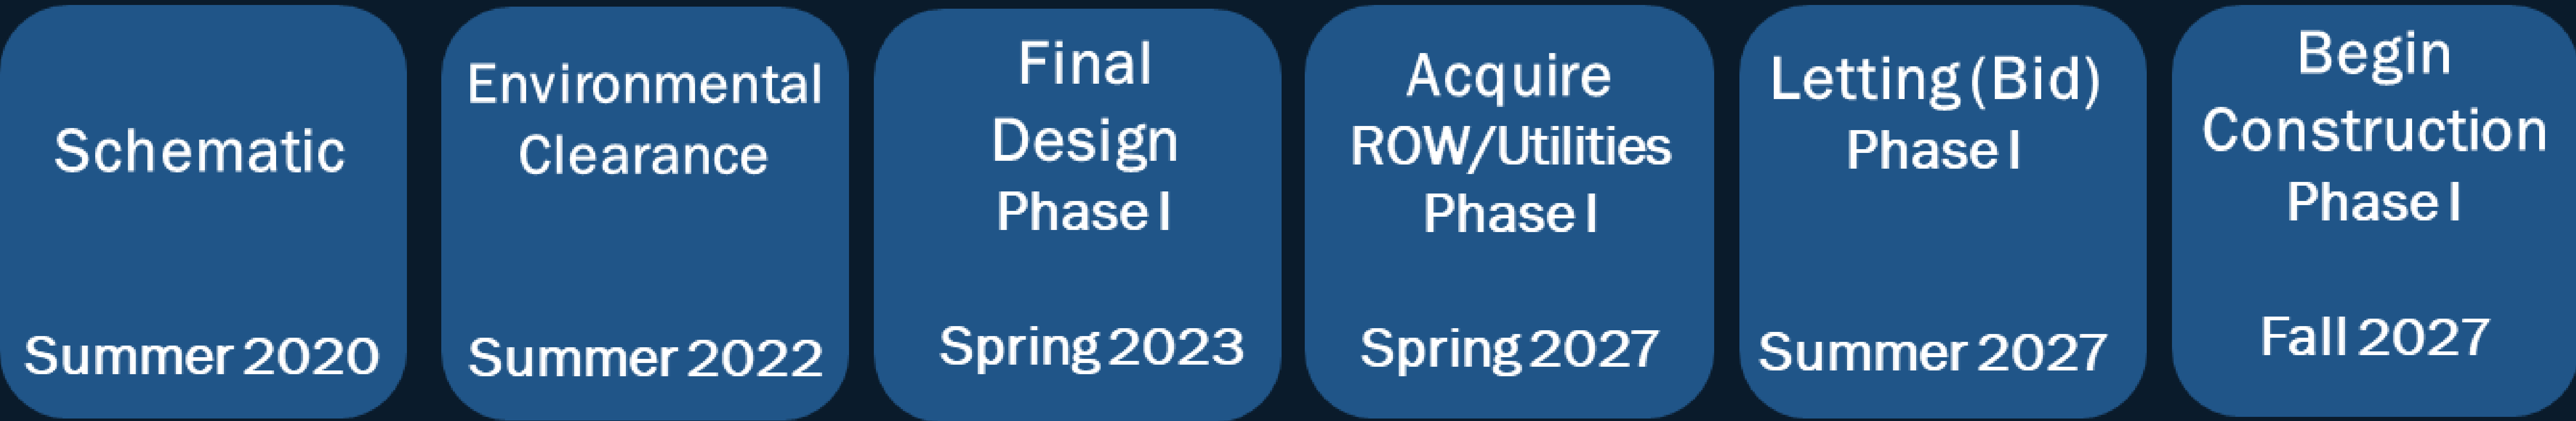 Schematic
Summer 2020
Environmental
Clearance
Summer 2022
Final
Design
Phase I
Spring 2023
Acquire
ROW/Utilities
Phase I
Spring 2027
Letting (Bid)
Phase I
Summer 2027
Begin
Construction
Phase I
Fall 2027